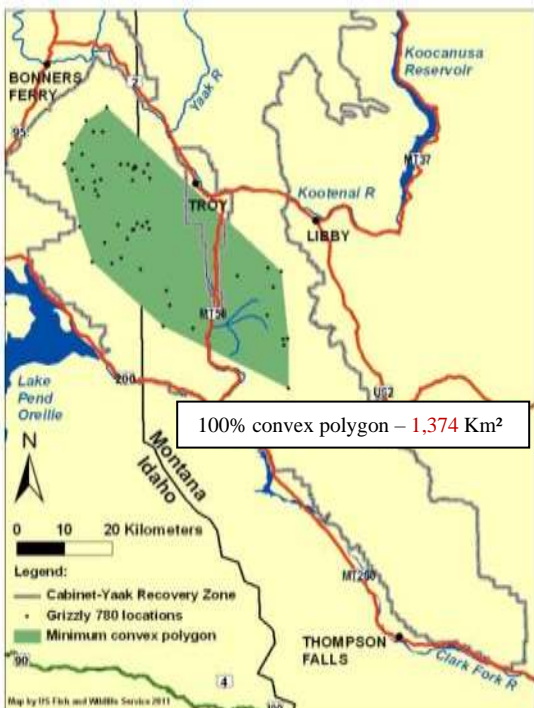 BONNERS
FERRY
2
Yaak R
Koocanusa
Reservoir
95
MT37
TROY
Kootenai R
LIBBY
MT56
Lake
Pend
Oreille
200
US2
100% convex polygon – 1,374 Km²
N
Montana
Idaho
0 10 20 Kilometers
Legend:
Cabinet-Yaak Recovery Zone
Grizzly 780 locations
Minimum convex polygon
MT200
THOMPSON
FALLS
Clark Fork R
90
4
Map by US Fish and Wildlife Service 2011